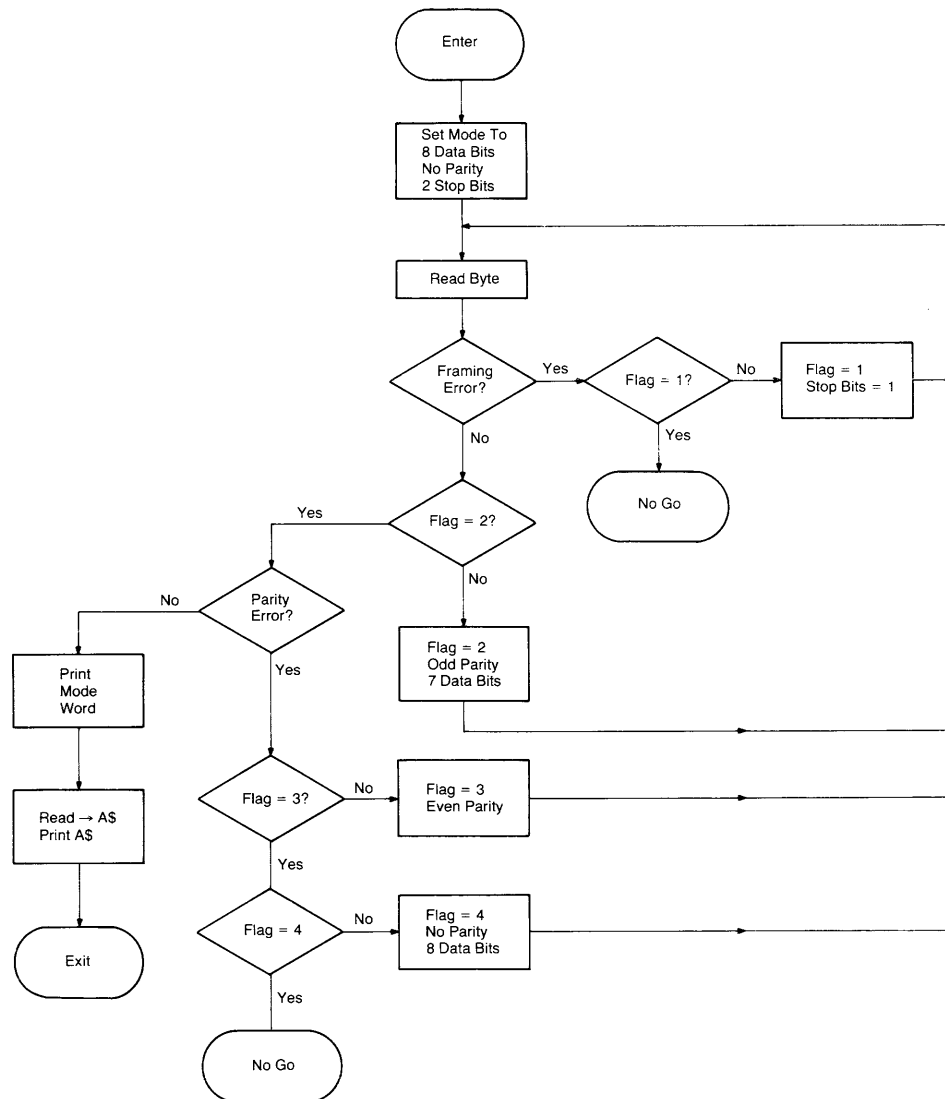 Enter
Set Mode To
8 Data Bits
No Parity
2 Stop Bits
Read Byte
Framing
Error?
Yes
Flag = 1?
No
Flag = 1
Stop Bits = 1
No
Yes
No Go
Yes
Flag = 2?
No
Parity
Error?
No
Yes
Flag = 2
Odd Parity
7 Data Bits
Print
Mode
Word
Flag = 3?
No
Flag = 3
Even Parity
Read → A$
Print A$
Yes
Flag = 4
No
Flag = 4
No Parity
8 Data Bits
Exit
Yes
No Go